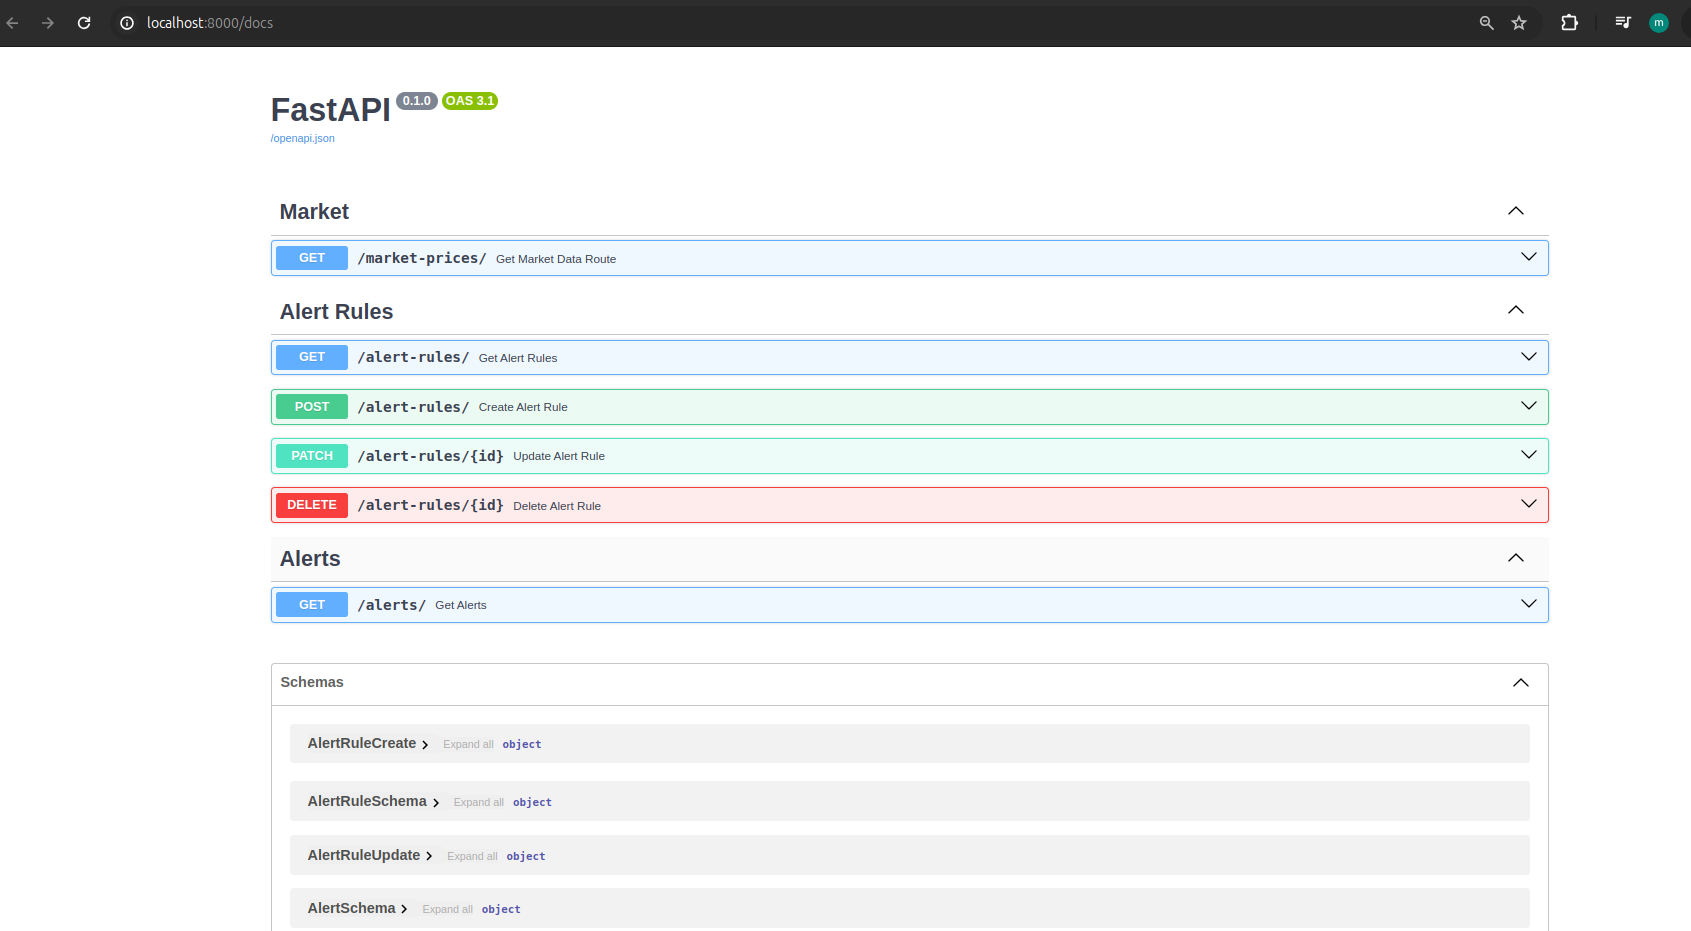 localhost:8000/docs
m
FastAPI 0.1.0 OAS 3.1
/openapi.json
Market
GET /market-prices/ Get Market Data Route
Alert Rules
GET /alert-rules/ Get Alert Rules
POST /alert-rules/ Create Alert Rule
PATCH /alert-rules/{id} Update Alert Rule
DELETE /alert-rules/{id} Delete Alert Rule
Alerts
GET /alerts/ Get Alerts
Schemas
AlertRuleCreate Expand all object
AlertRuleSchema Expand all object
AlertRuleUpdate Expand all object
AlertSchema Expand all object